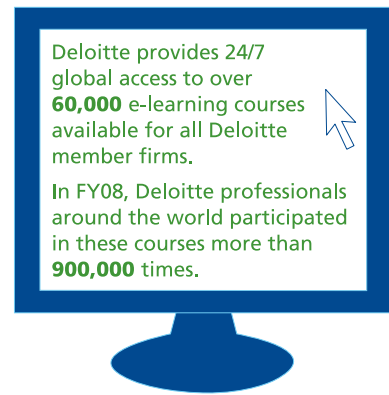 Deloitte provides 24/7
global access to over
60,000 e-learning courses
available for all Deloitte
member firms.
In FY08, Deloitte professionals
around the world participated
in these courses more than
900,000 times.